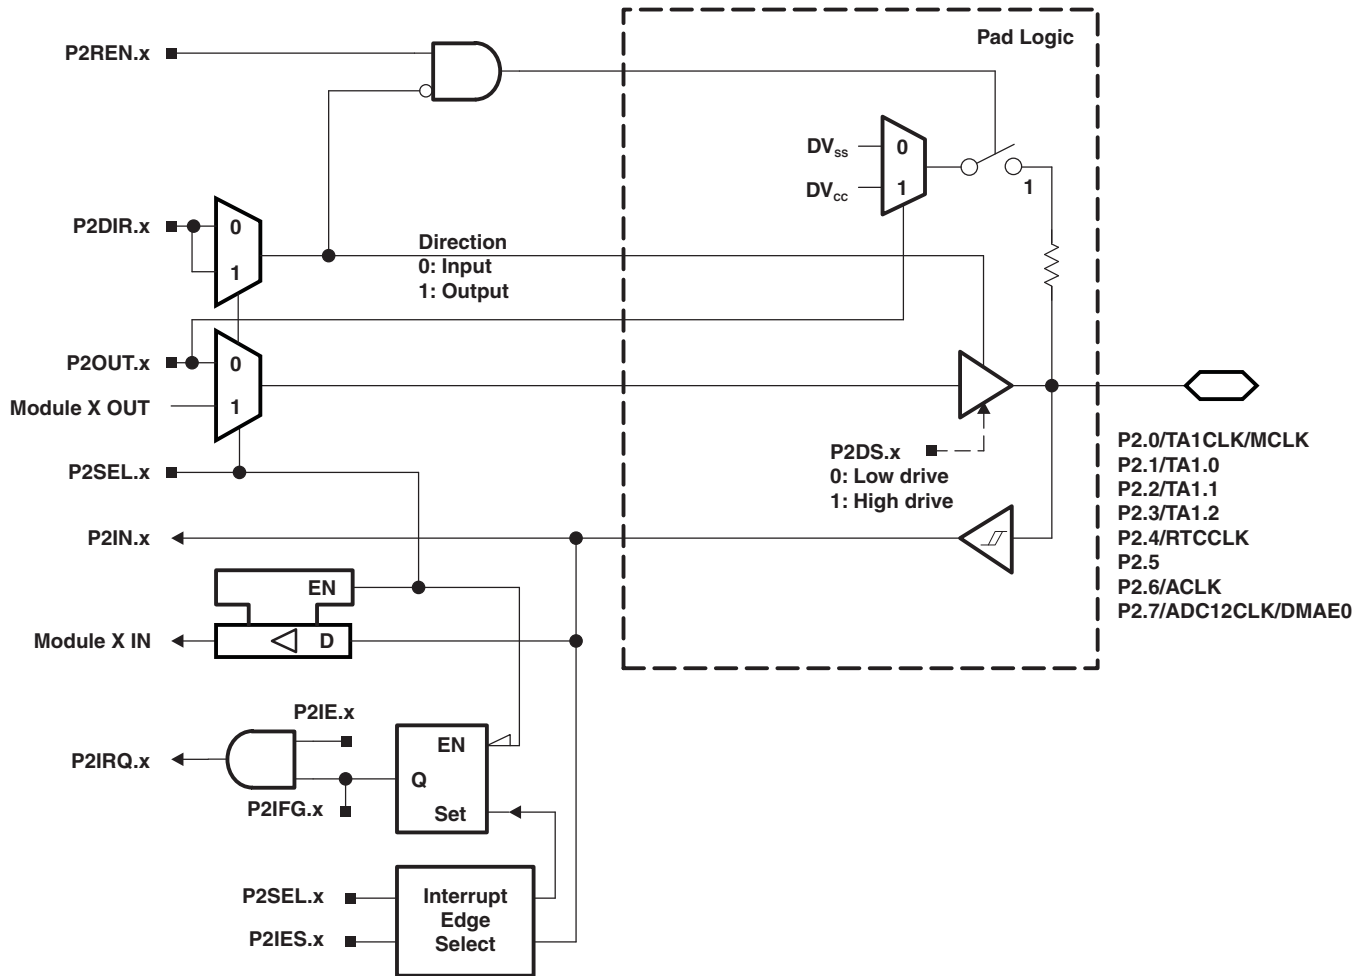 Pad Logic
P2REN.x
DVss
0
DVcc
1
1
P2DIR.x
0
1
Direction
0: Input
1: Output
P2OUT.x
0
Module X OUT
1
P2SEL.x
P2DS.x
0: Low drive
1: High drive
P2.0/TA1CLK/MCLK
P2.1/TA1.0
P2.2/TA1.1
P2.3/TA1.2
P2.4/RTCCLK
P2.5
P2.6/ACLK
P2.7/ADC12CLK/DMAE0
P2IN.x
EN
Module X IN
D
P2IE.x
P2IRQ.x
EN
Q
P2IFG.x
Set
P2SEL.x
P2IES.x
Interrupt
Edge
Select